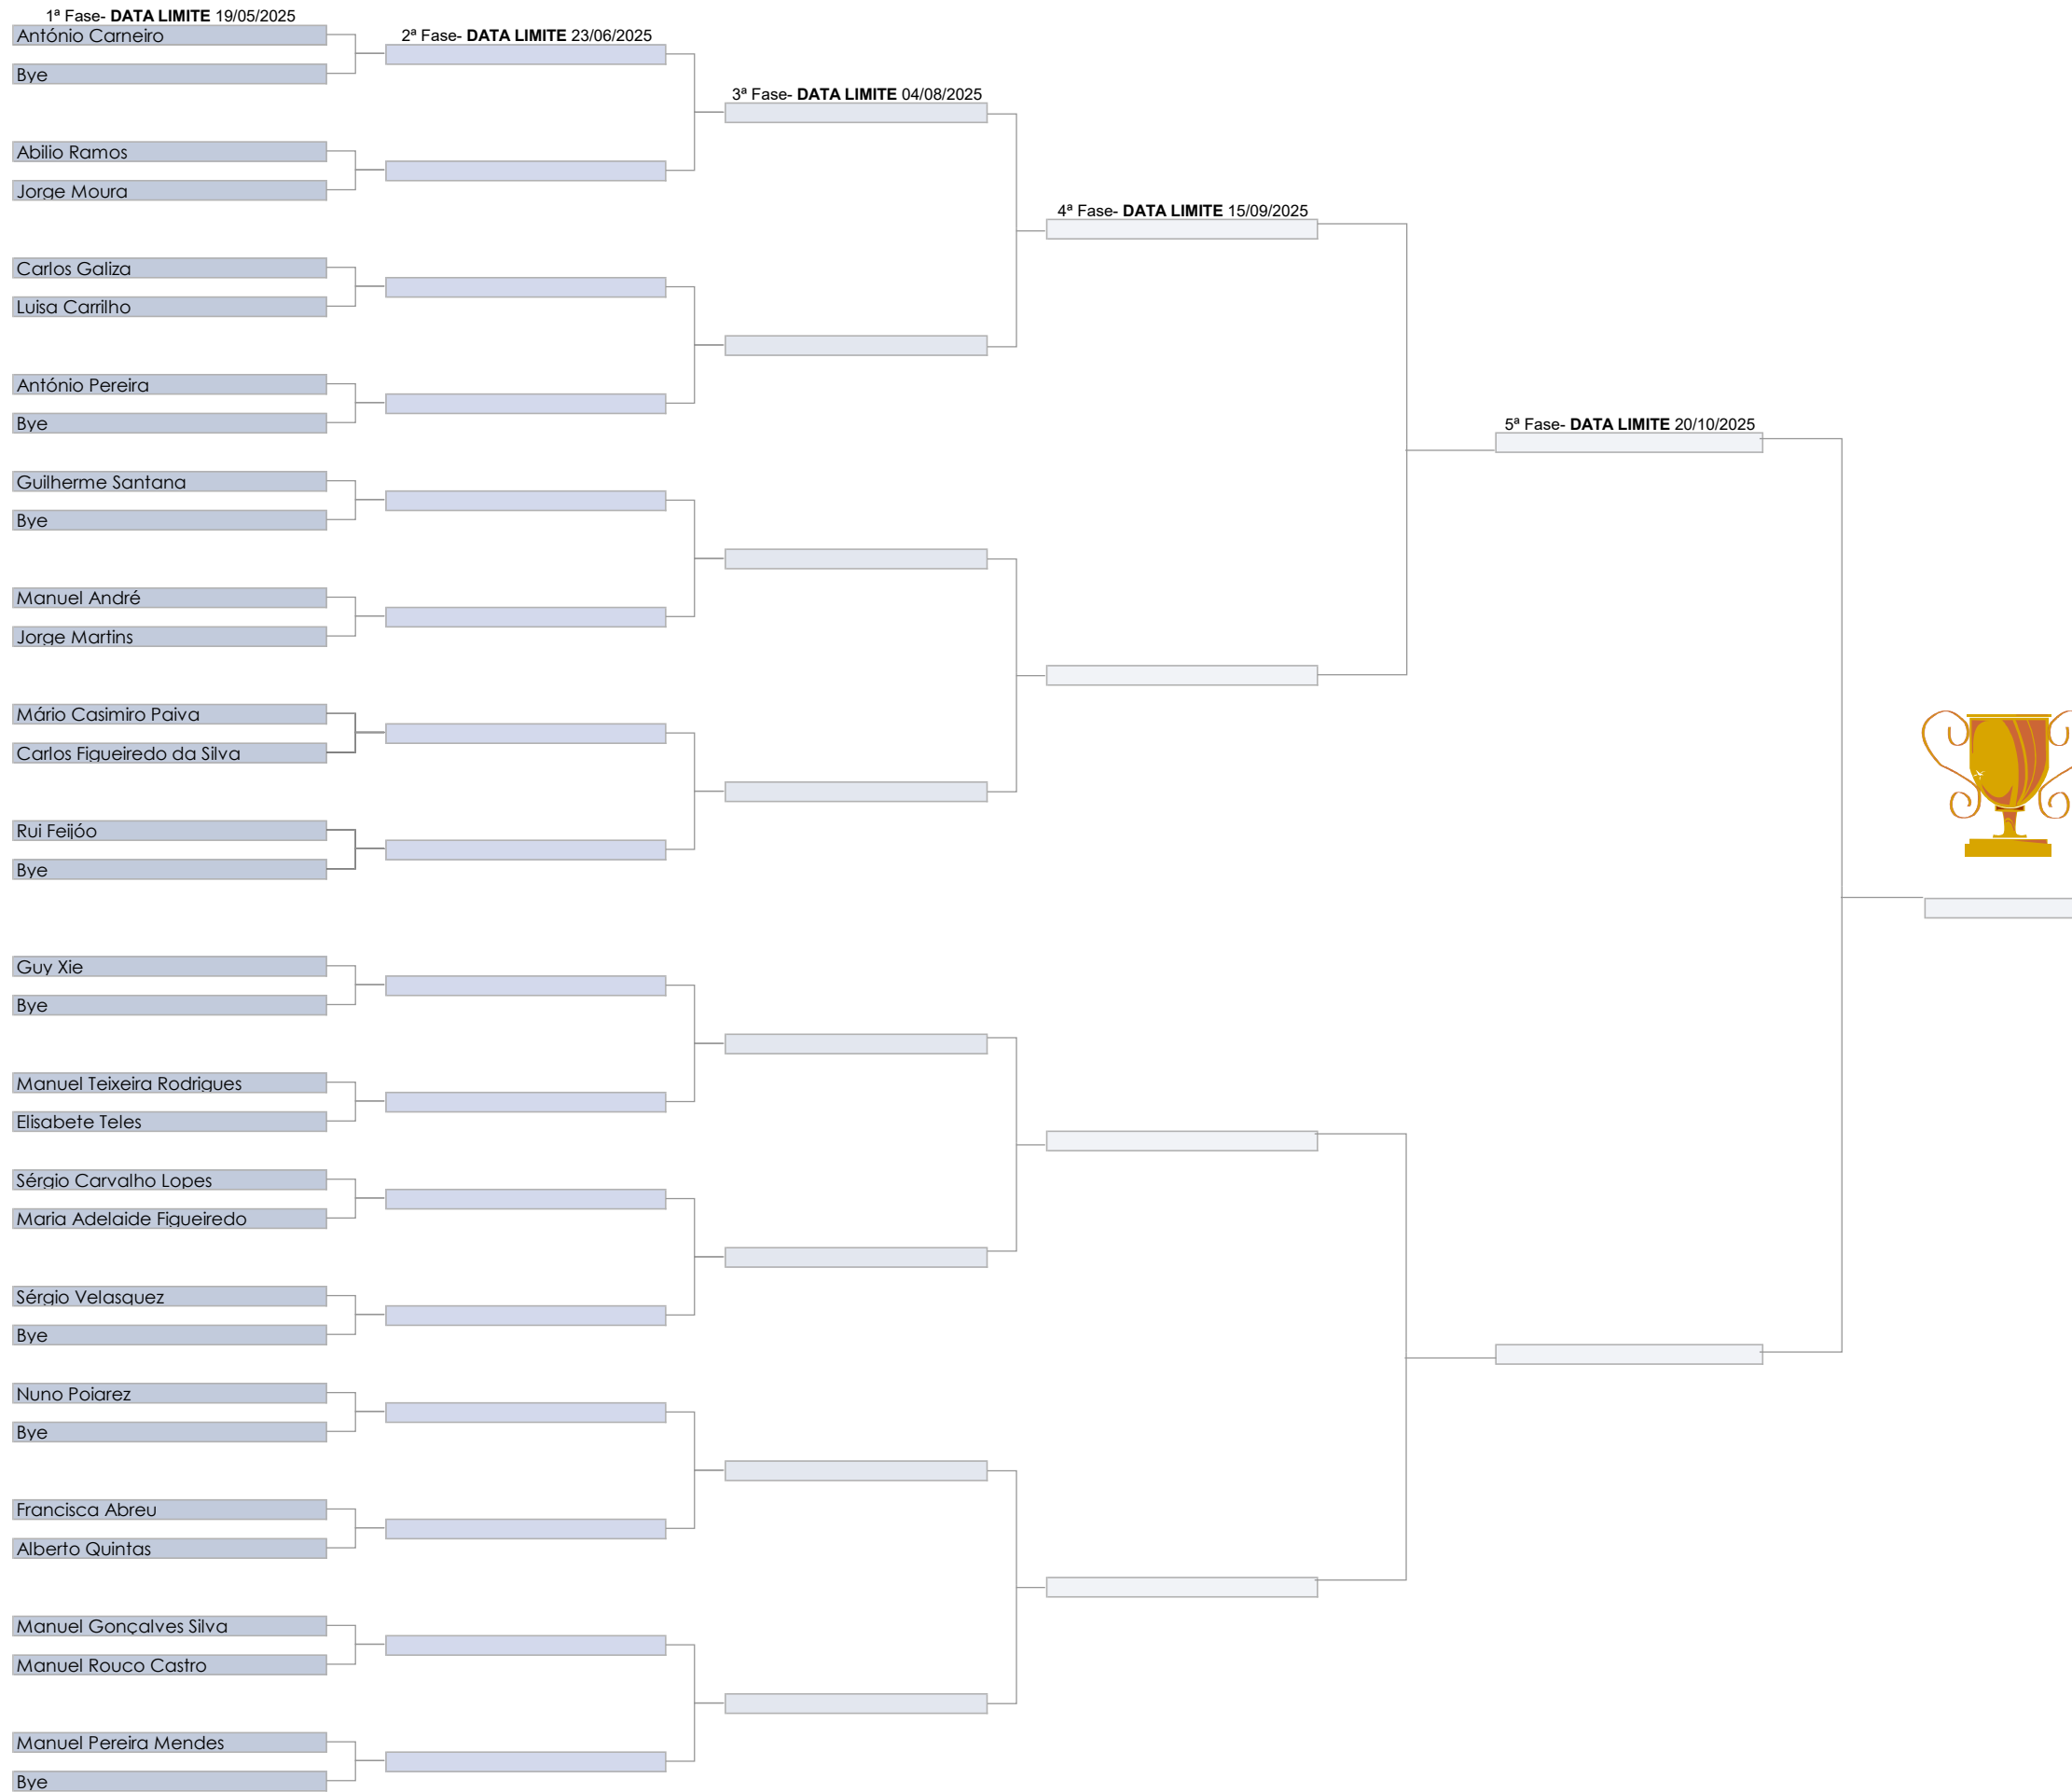 1ª Fase- DATA LIMITE 19/05/2025
António Carneiro
2ª Fase- DATA LIMITE 23/06/2025
Bye
3ª Fase- DATA LIMITE 04/08/2025
Abilio Ramos
Jorge Moura
4ª Fase- DATA LIMITE 15/09/2025
Carlos Galiza
Luisa Carrilho
António Pereira
Bye
5ª Fase- DATA LIMITE 20/10/2025
Guilherme Santana
Bye
Manuel André
Jorge Martins
Mário Casimiro Paiva
Carlos Figueiredo da Silva
Rui Feijóo
Bye
Guy Xie
Bye
Manuel Teixeira Rodrigues
Elisabete Teles
Sérgio Carvalho Lopes
Maria Adelaide Figueiredo
Sérgio Velasquez
Bye
Nuno Poiarez
Bye
Francisca Abreu
Alberto Quintas
Manuel Gonçalves Silva
Manuel Rouco Castro
Manuel Pereira Mendes
Bye